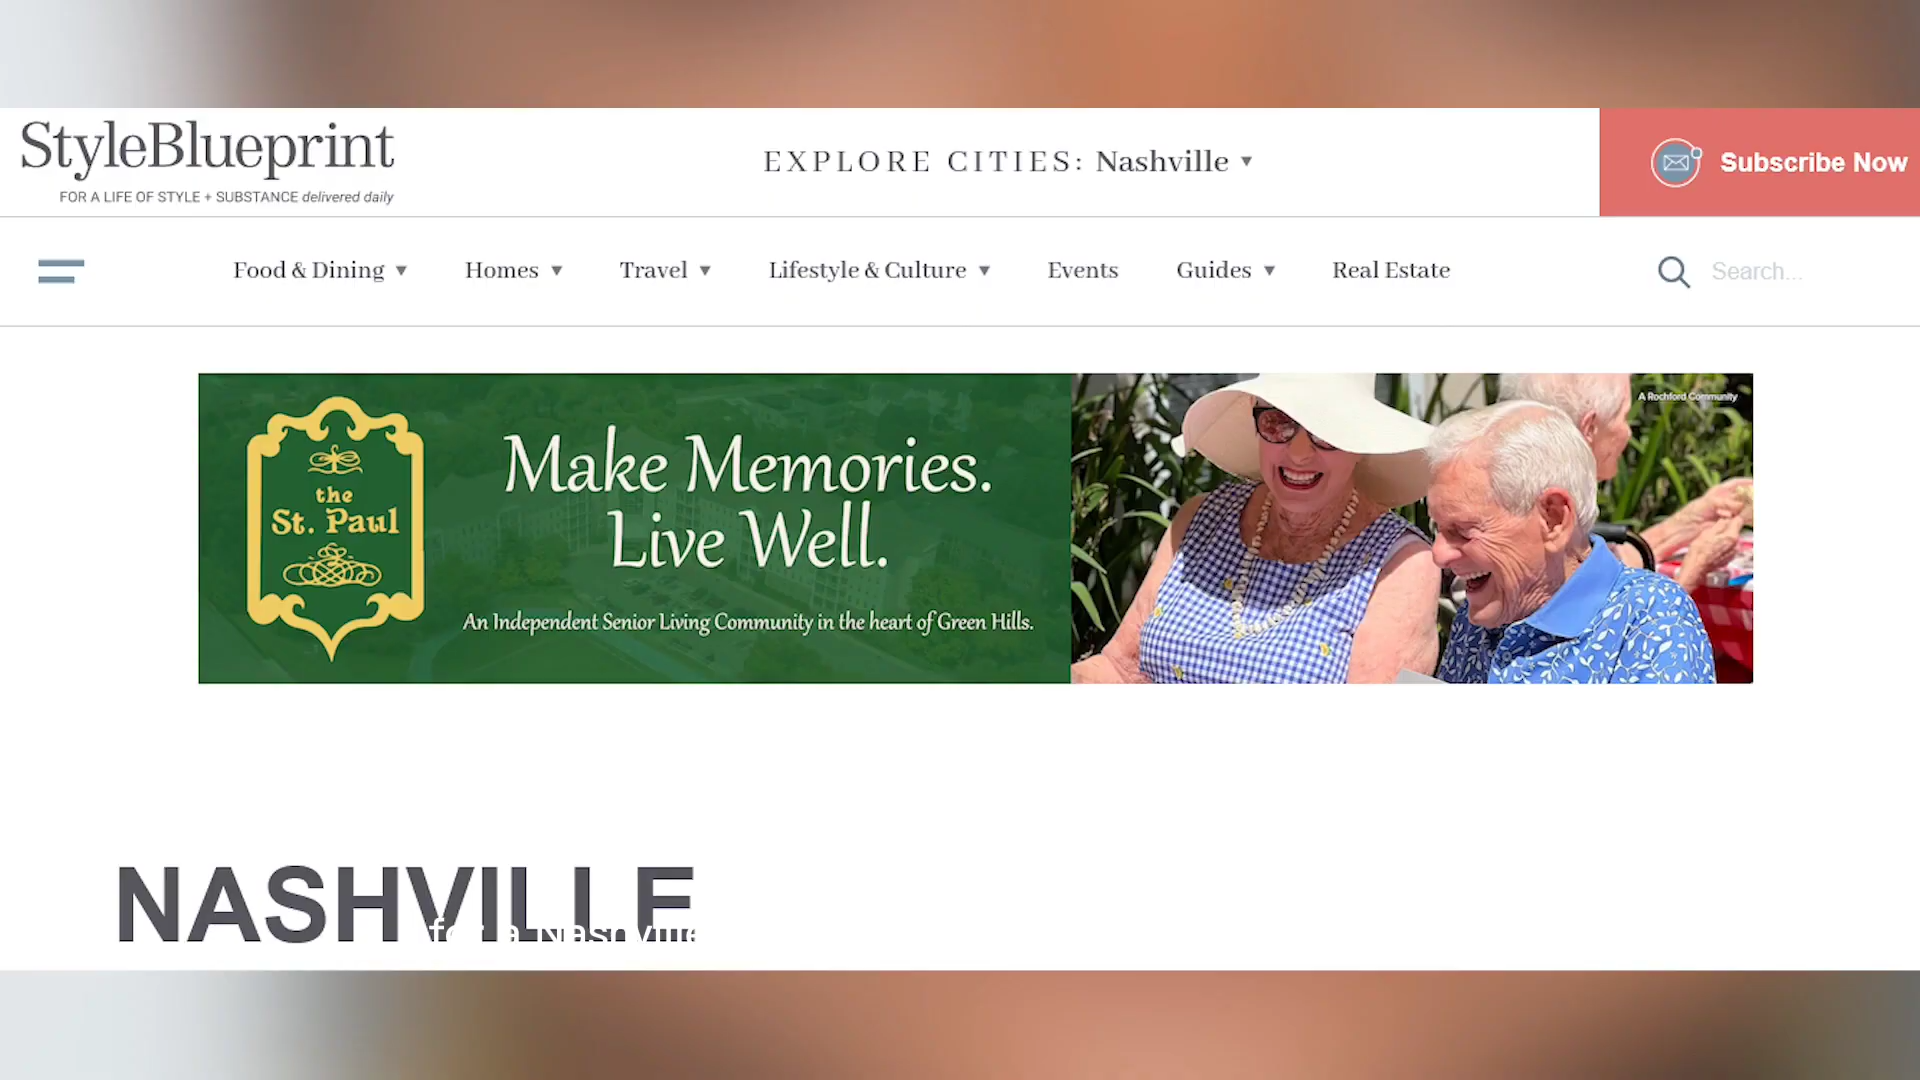 StyleBlueprint
FOR A LIFE OF STYLE + SUBSTANCE delivered daily
EXPLORE CITIES: Nashville
Subscribe Now
Food & Dining
Homes
Travel
Lifestyle & Culture
Events
Guides
Real Estate
Search...
the
St. Paul
Make Memories.
Live Well.
An Independent Senior Living Community in the heart of Green Hills.
A Rochford Community
NASHVILLE
for a Nashville